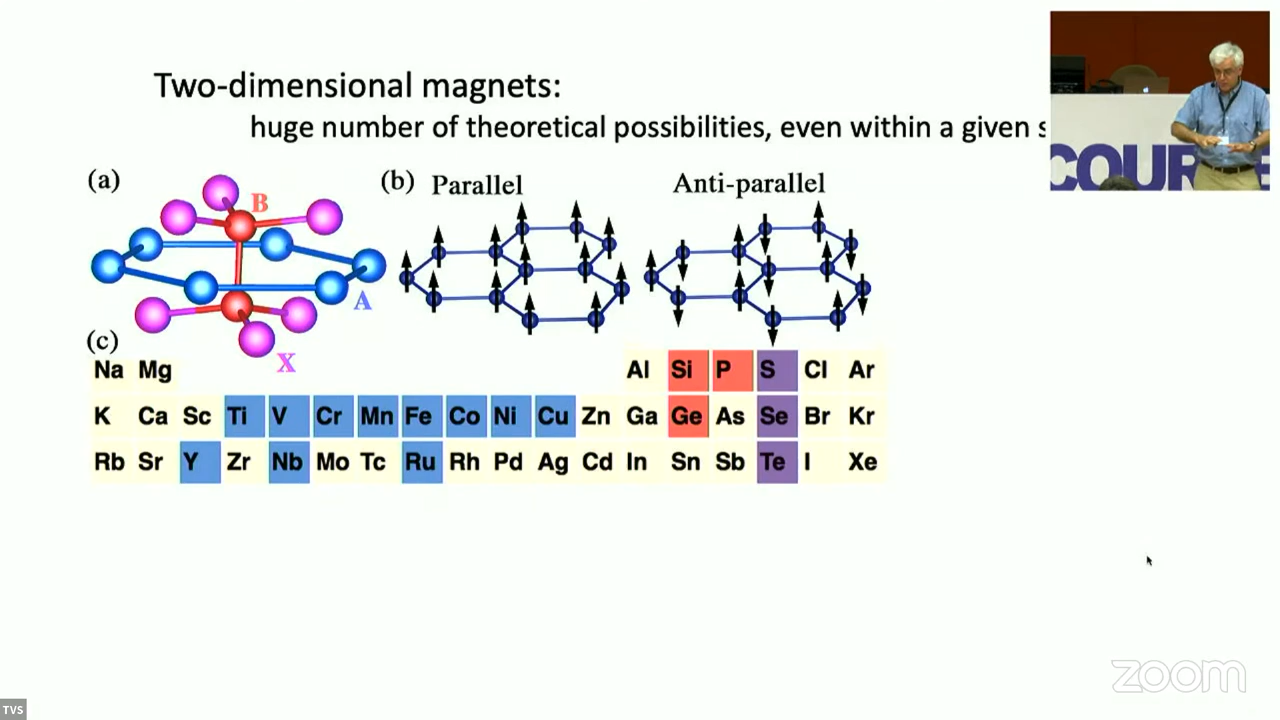 Two-dimensional magnets:
huge number of theoretical possibilities, even within a given
(a)
B
A
X
(b) Parallel
Anti-parallel
(c)
Na Mg Al Si P S Cl Ar
K Ca Sc Ti V Cr Mn Fe Co Ni Cu Zn Ga Ge As Se Br Kr
Rb Sr Y Zr Nb Mo Tc Ru Rh Pd Ag Cd In Sn Sb Te I Xe
COUR
E
zoom
TVS